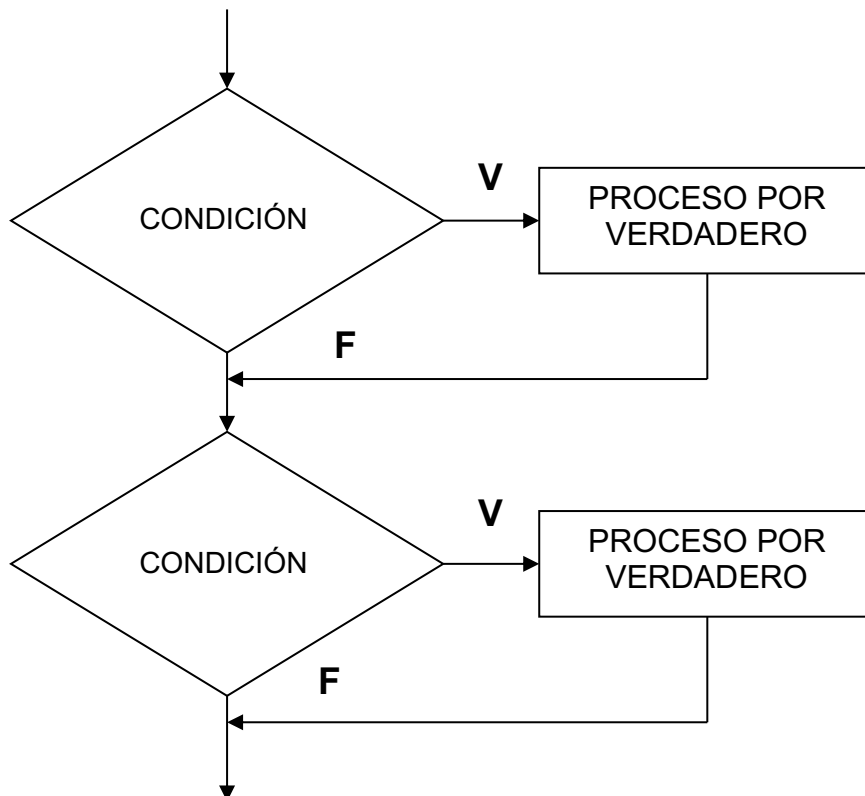 V
CONDICIÓN
PROCESO POR
VERDADERO
F
V
CONDICIÓN
PROCESO POR
VERDADERO
F